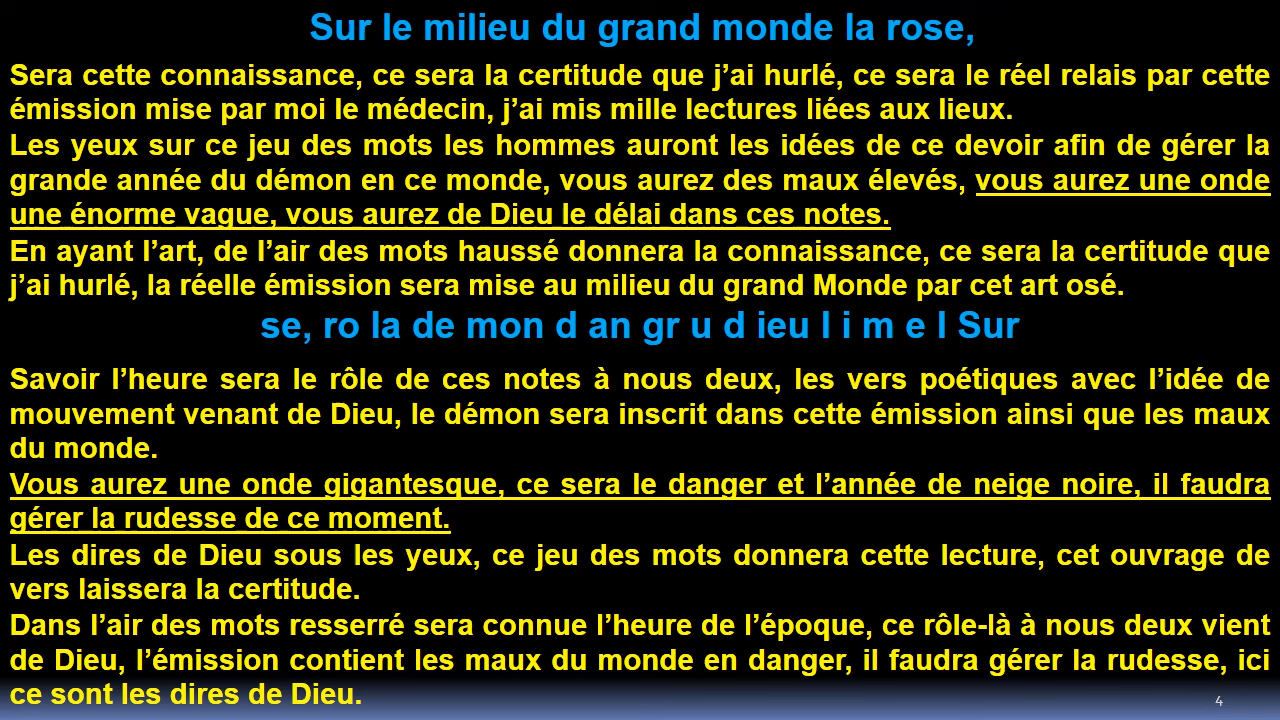 Sur le milieu du grand monde la rose,
Sera cette connaissance, ce sera la certitude que j’ai hurlé, ce sera le réel relais par cette
émission mise par moi le médecin, j’ai mis mille lectures liées aux lieux.
Les yeux sur ce jeu des mots les hommes auront les idées de ce devoir afin de gérer la
grande année du démon en ce monde, vous aurez des maux élevés, vous aurez une onde
une énorme vague, vous aurez de Dieu le délai dans ces notes.
En ayant l’art, de l’air des mots haussé donnera la connaissance, ce sera la certitude que
j’ai hurlé, la réelle émission sera mise au milieu du grand Monde par cet art osé.
se, ro la de mon d an gr u d ieu l i m e l Sur
Savoir l’heure sera le rôle de ces notes à nous deux, les vers poétiques avec l’idée de
mouvement venant de Dieu, le démon sera inscrit dans cette émission ainsi que les maux
du monde.
Vous aurez une onde gigantesque, ce sera le danger et l’année de neige noire, il faudra
gérer la rudesse de ce moment.
Les dires de Dieu sous les yeux, ce jeu des mots donnera cette lecture, cet ouvrage de
vers laissera la certitude.
Dans l’air des mots resserré sera connue l’heure de l’époque, ce rôle-là à nous deux vient
de Dieu, l’émission contient les maux du monde en danger, il faudra gérer la rudesse, ici
ce sont les dires de Dieu.
4